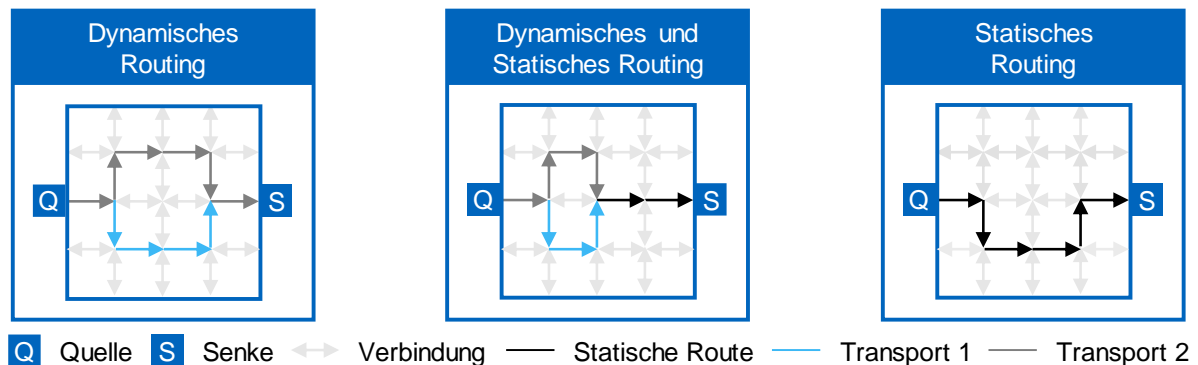 Dynamisches
Routing
Dynamisches und
Statisches Routing
Statisches
Routing
Q S
Q S
Q S
Q Quelle S Senke Verbindung Statische Route Transport 1 Transport 2